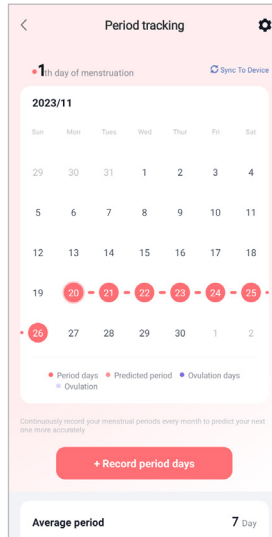 Period tracking
1th day of menstruation
Sync To Device
2023/11
Sun Mon Tues Wed Thur Fri Sat
29 30 31 1 2 3 4
5 6 7 8 9 10 11
12 13 14 15 16 17 18
19 20 21 22 23 24 25
26 27 28 29 30 1 2
Period days Predicted period Ovulation days
Ovulation
Continuously record your menstrual periods every month to predict your next
one more accurately
+ Record period days
Average period 7 Day